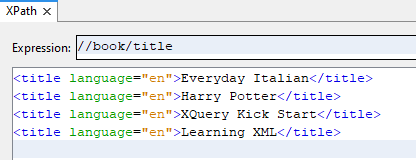 XPath
Expression: //book/title
<title language="en">Everyday Italian</title>
<title language="en">Harry Potter</title>
<title language="en">XQuery Kick Start</title>
<title language="en">Learning XML</title>